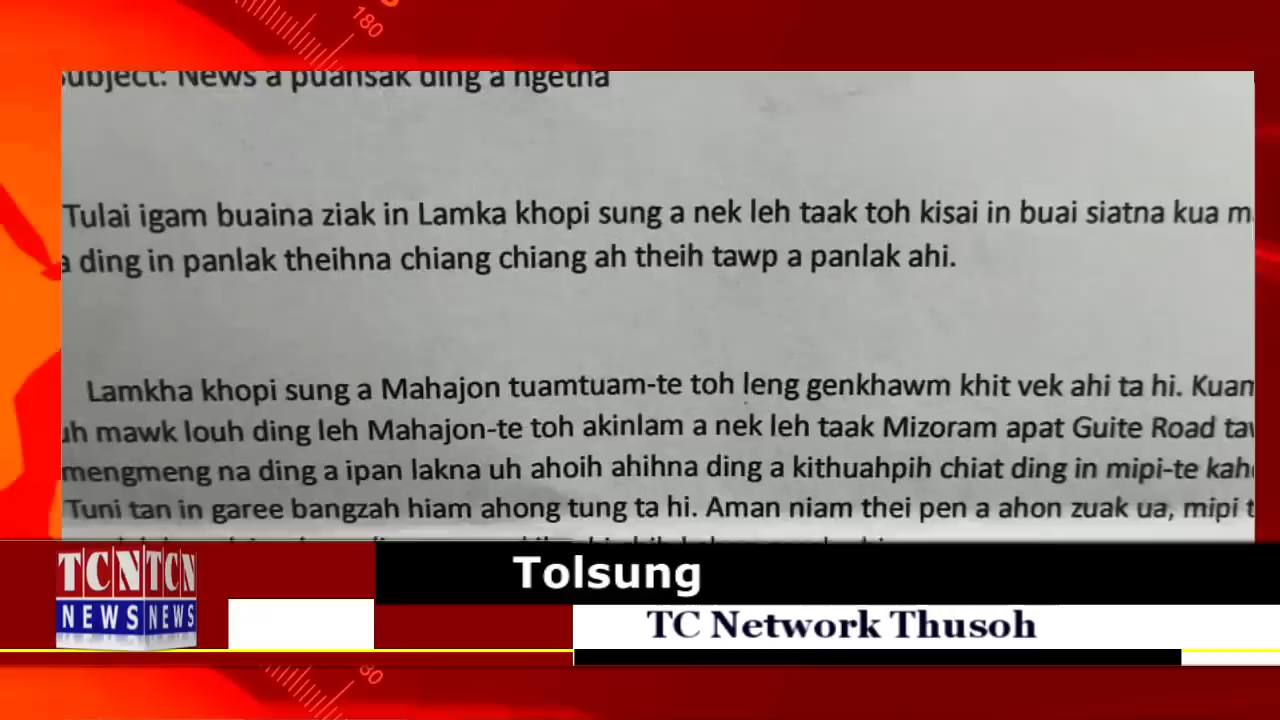 180
Subject: News a puansak ding a ngetna
Tulai igam buaina ziak in Lamka khopi sung a nek leh taak toh kisai in buai siatna kua m
a ding in panlak theihna chiang chiang ah theih tawp a panlak ahi.
Lamkha khopi sung a Mahajon tuamtuam-te toh leng genkhawm khit vek ahi ta hi. Kuam
uh mawk louh ding leh Mahajon-te toh akinlam a nek leh taak Mizoram apat Guite Road
mengmeng na ding a ipan lakna uh ahoih ahihna ding a kithuahpih chiat ding in mipi-te
Tuni tan in garee bangzah hiam ahong tung ta hi. Aman niam thei pen a ahon zuak ua, mipi t
TCN TCN
NEWS NEWS
Tolsung
TC Network Thusoh
80